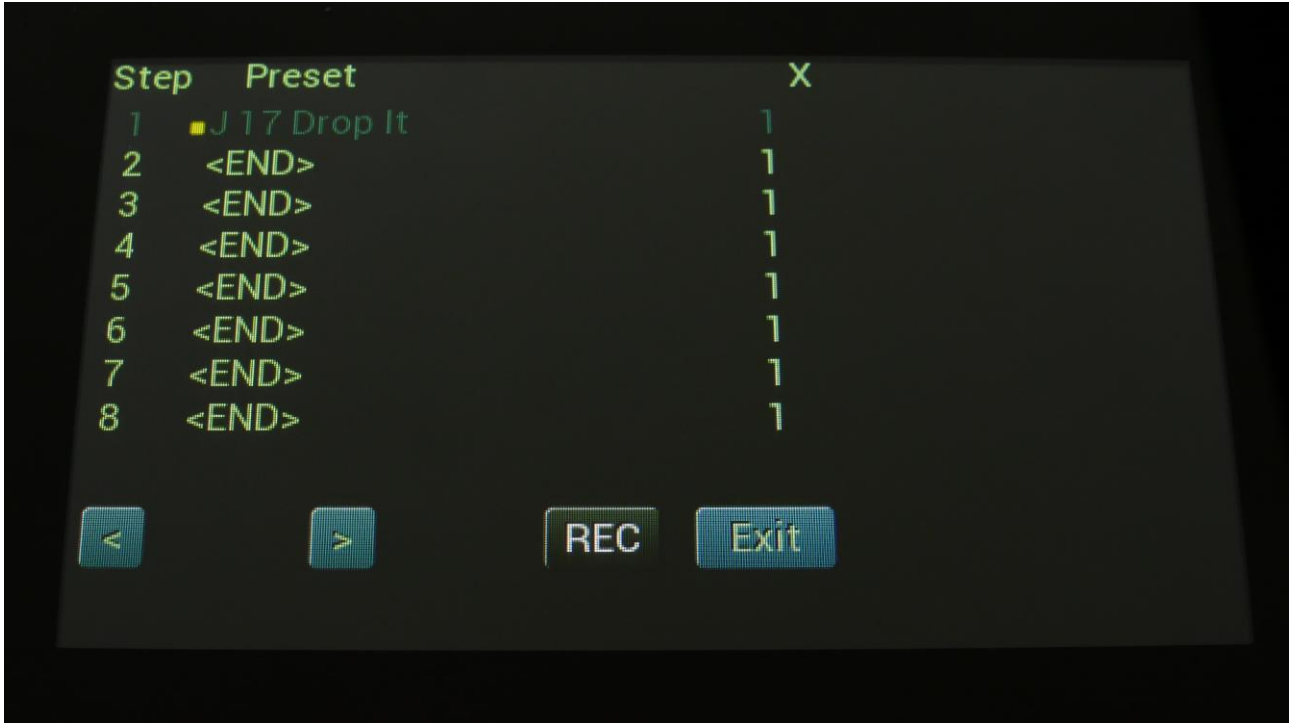 Step Preset X
1 J 17 Drop It 1
2 <END> 1
3 <END> 1
4 <END> 1
5 <END> 1
6 <END> 1
7 <END> 1
8 <END> 1
< > REC Exit